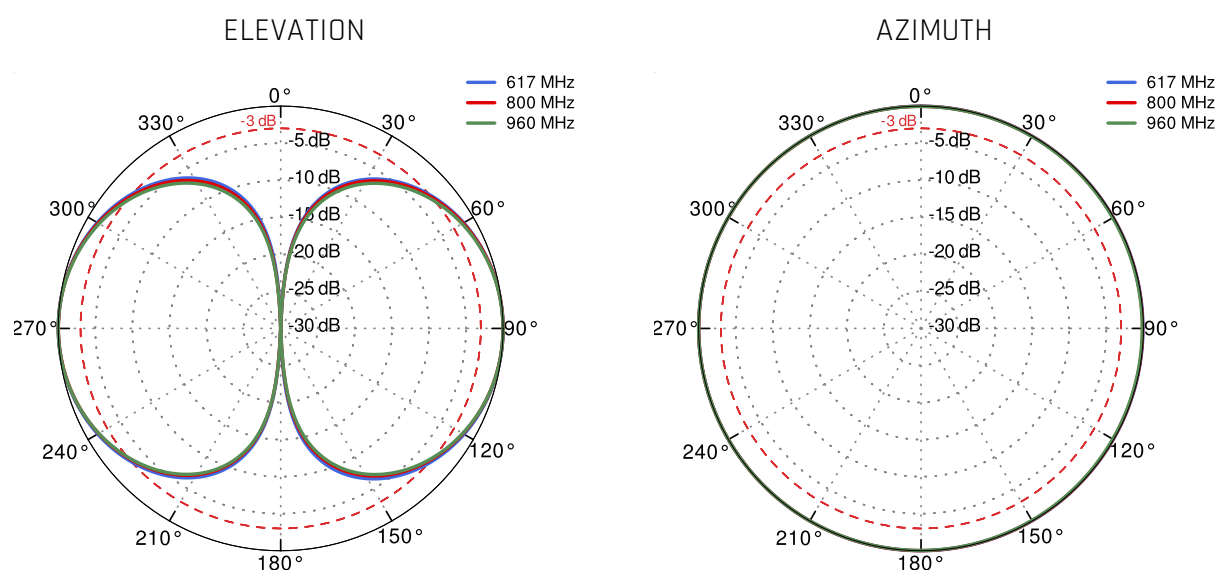 ELEVATION
617 MHz
800 MHz
960 MHz
0°
30°
60°
90°
120°
150°
180°
210°
240°
270°
300°
330°
-3 dB
-5 dB
-10 dB
-15 dB
-20 dB
-25 dB
-30 dB
AZIMUTH
617 MHz
800 MHz
960 MHz
0°
30°
60°
90°
120°
150°
180°
210°
240°
270°
300°
330°
-3 dB
-5 dB
-10 dB
-15 dB
-20 dB
-25 dB
-30 dB